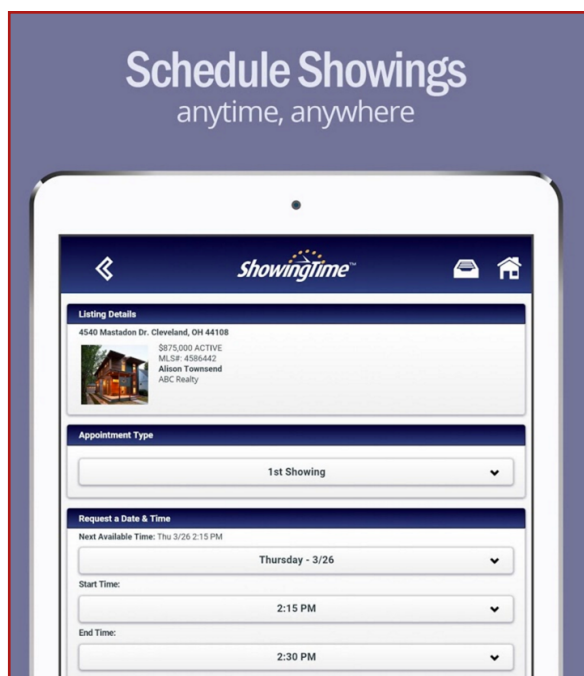 Schedule Showings
anytime, anywhere
ShowingTime™
Listing Details
4540 Mastadon Dr. Cleveland, OH 44108
$875,000 ACTIVE
MLS#: 4586442
Alison Townsend
ABC Realty
Appointment Type
1st Showing
Request a Date & Time
Next Available Time: Thu 3/26 2:15 PM
Thursday - 3/26
Start Time:
2:15 PM
End Time:
2:30 PM